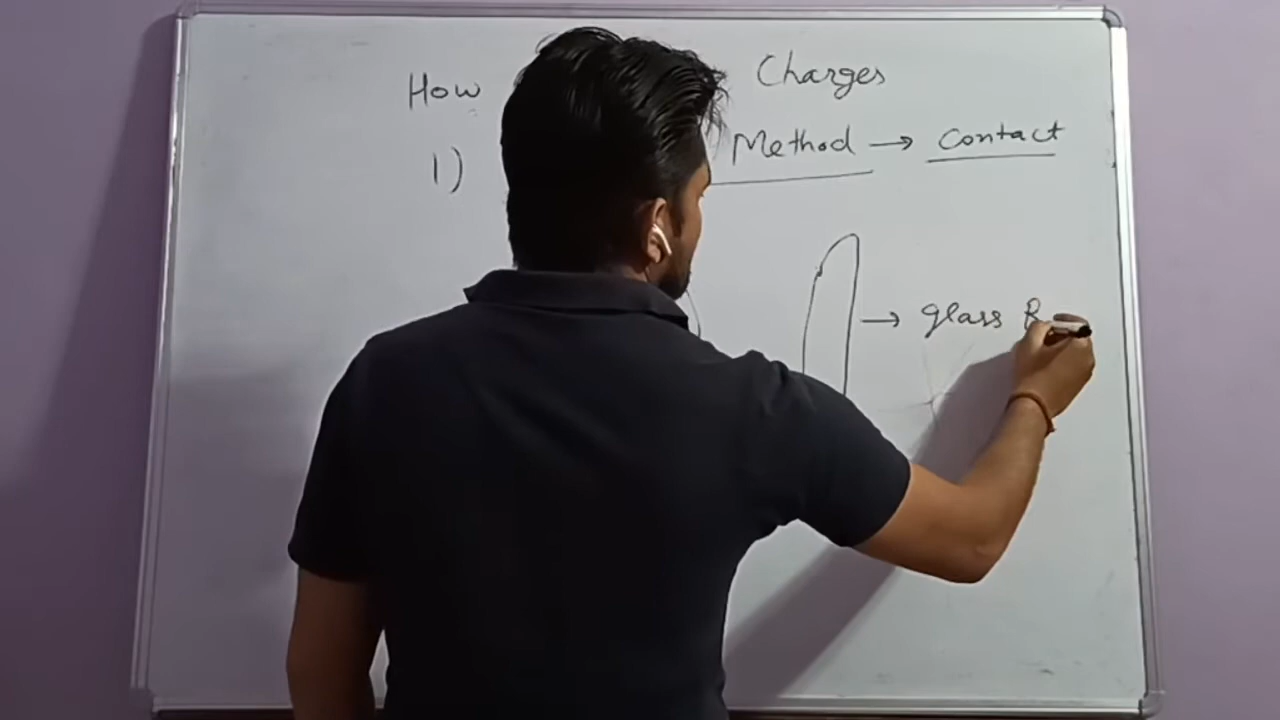 How Charges
1) Method → Contact
→ glass R